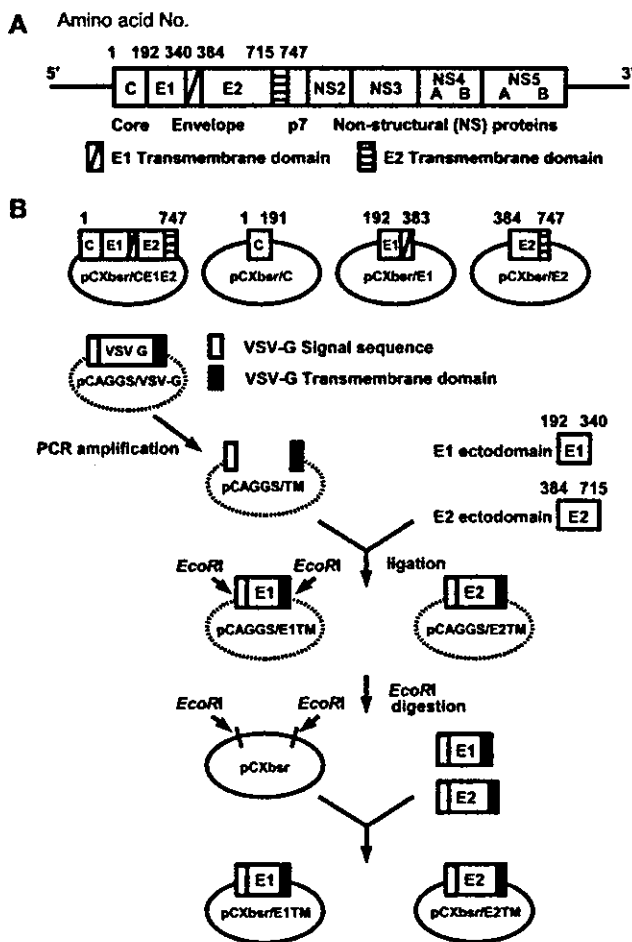 A Amino acid No.
1 192 340 384 715 747
5' C E1 E2 NS2 NS3 NS4 A B NS5 A B 3'
Core Envelope p7 Non-structural (NS) proteins
E1 Transmembrane domain E2 Transmembrane domain
B
1 747 1 191 192 383 384 747
C E1 E2 C E1 E2
pCXbsr/CE1E2 pCXbsr/C pCXbsr/E1 pCXbsr/E2
VSV G
pCAGGS/VSV-G
VSV-G Signal sequence
VSV-G Transmembrane domain
PCR amplification
pCAGGS/TM
192 340
E1 ectodomain E1
384 715
E2 ectodomain E2
ligation
EcoRI EcoRI
E1 E2
pCAGGS/E1TM pCAGGS/E2TM
EcoRI
digestion
EcoRI EcoRI
pCXbsr
E1
E2
E1 E2
pCXbsr/E1TM pCXbsr/E2TM